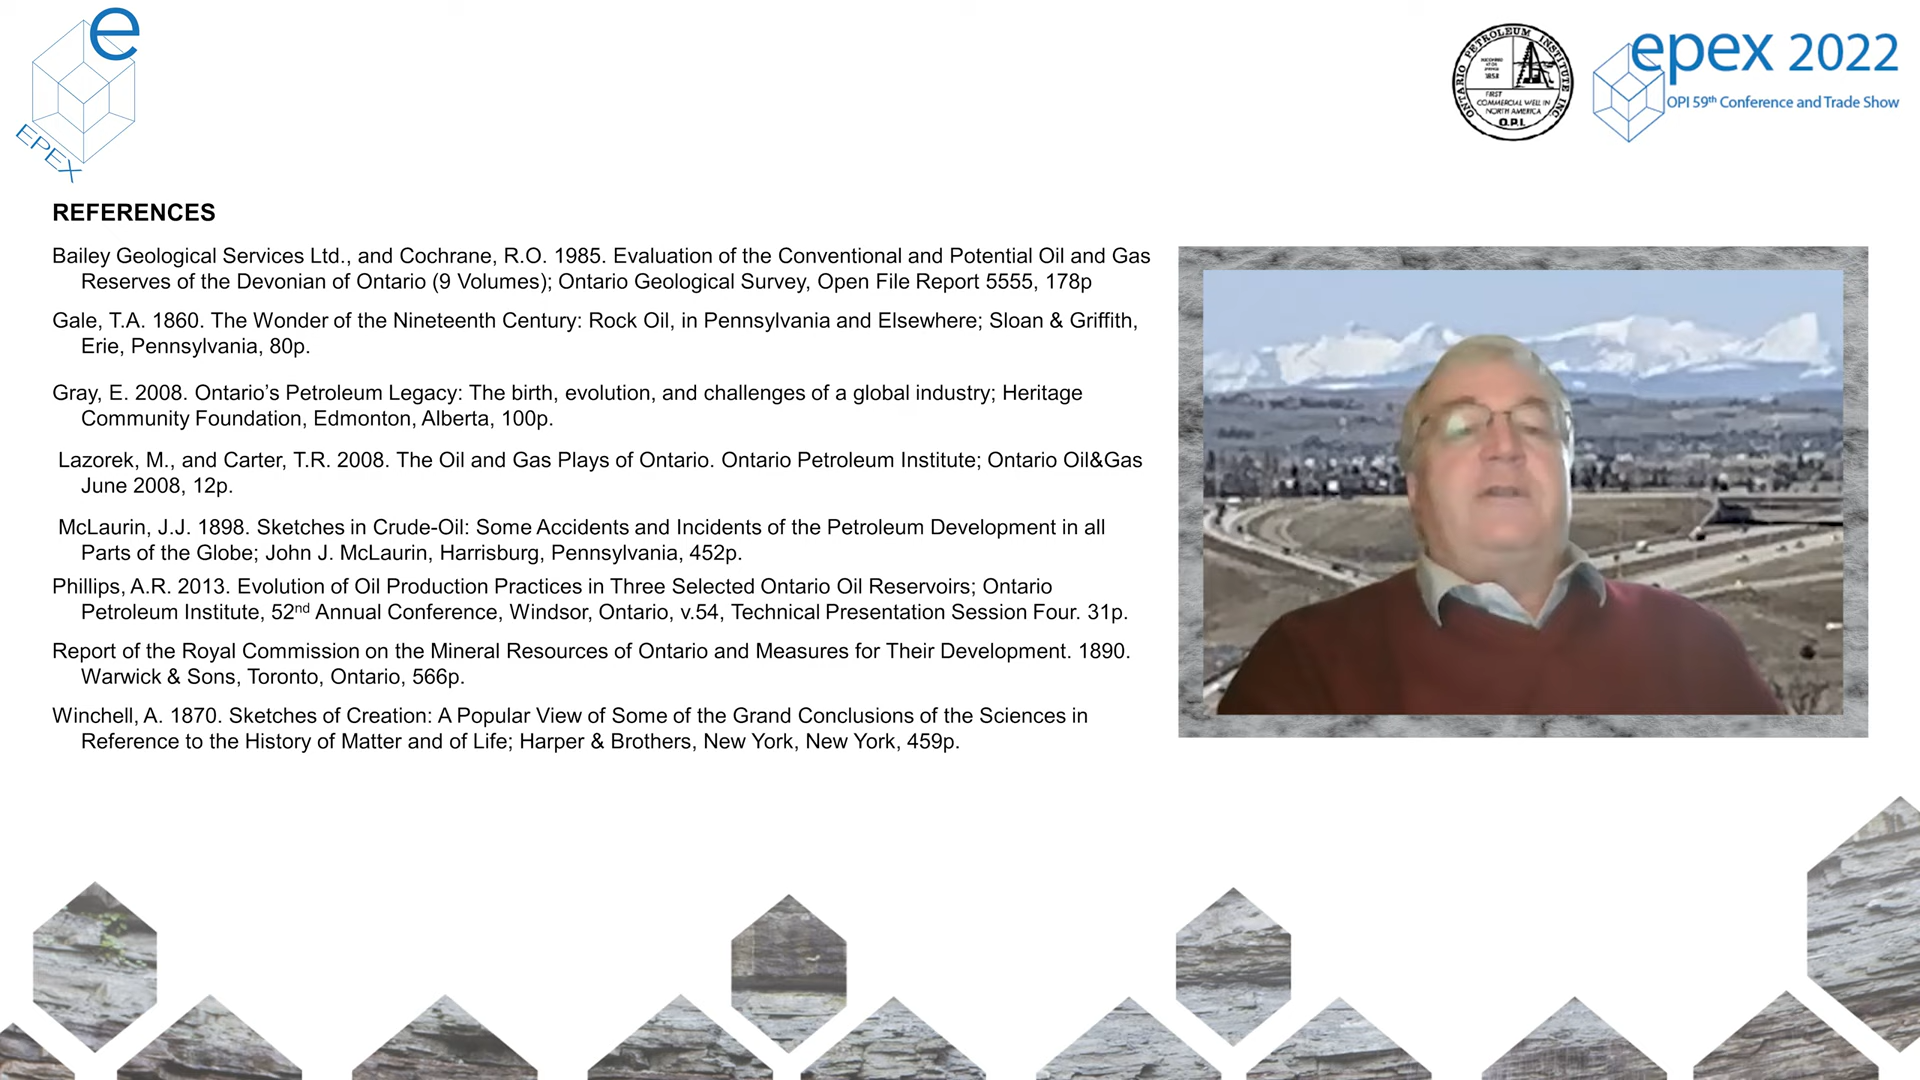 e
EPEX
ONTARIO PETROLEUM INSTITUTE INC.
1858
FIRST
COMMERCIAL WELL IN
NORTH AMERICA
O.P.I.
epex 2022
OPI 59th Conference and Trade Show
REFERENCES
Bailey Geological Services Ltd., and Cochrane, R.O. 1985. Evaluation of the Conventional and Potential Oil and Gas
Reserves of the Devonian of Ontario (9 Volumes); Ontario Geological Survey, Open File Report 5555, 178p
Gale, T.A. 1860. The Wonder of the Nineteenth Century: Rock Oil, in Pennsylvania and Elsewhere; Sloan & Griffith,
Erie, Pennsylvania, 80p.
Gray, E. 2008. Ontario’s Petroleum Legacy: The birth, evolution, and challenges of a global industry; Heritage
Community Foundation, Edmonton, Alberta, 100p.
Lazorek, M., and Carter, T.R. 2008. The Oil and Gas Plays of Ontario. Ontario Petroleum Institute; Ontario Oil&Gas
June 2008, 12p.
McLaurin, J.J. 1898. Sketches in Crude-Oil: Some Accidents and Incidents of the Petroleum Development in all
Parts of the Globe; John J. McLaurin, Harrisburg, Pennsylvania, 452p.
Phillips, A.R. 2013. Evolution of Oil Production Practices in Three Selected Ontario Oil Reservoirs; Ontario
Petroleum Institute, 52nd Annual Conference, Windsor, Ontario, v.54, Technical Presentation Session Four. 31p.
Report of the Royal Commission on the Mineral Resources of Ontario and Measures for Their Development. 1890.
Warwick & Sons, Toronto, Ontario, 566p.
Winchell, A. 1870. Sketches of Creation: A Popular View of Some of the Grand Conclusions of the Sciences in
Reference to the History of Matter and of Life; Harper & Brothers, New York, New York, 459p.